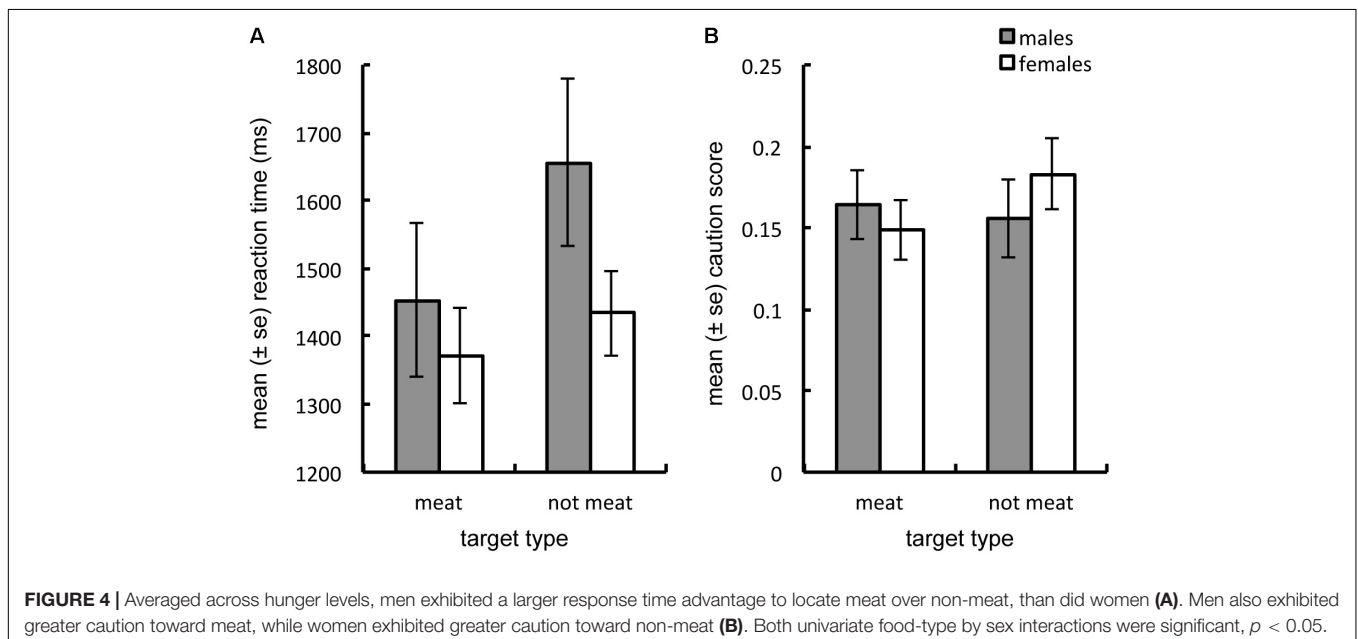 A
mean (± se) reaction time (ms)
1800
1700
1600
1500
1400
1300
1200
meat
not meat
target type
B
males
females
mean (± se) caution score
0.25
0.2
0.15
0.1
0.05
0
meat
not meat
target type
FIGURE 4 | Averaged across hunger levels, men exhibited a larger response time advantage to locate meat over non-meat, than did women (A). Men also exhibited
greater caution toward meat, while women exhibited greater caution toward non-meat (B). Both univariate food-type by sex interactions were significant, p < 0.05.